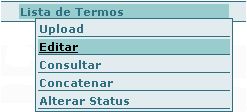 Lista de Termos
Upload
Editar
Consultar
Concatenar
Alterar Status